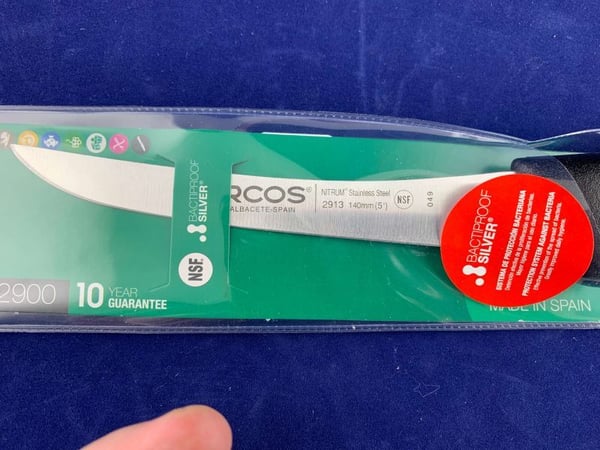 BACTIPROOF
SILVER®
NSF.
RCOS®
ALBACETE-SPAIN
NITRUM® Stainless Steel
2913 140mm (5")
NSF
049
BACTIPROOF
SILVER®
SISTEMA DE PROTECCIÓN BACTERIANA
PROTECTION SYSTEM AGAINST BACTERIA
2900
10 YEAR
GUARANTEE
MADE IN SPAIN